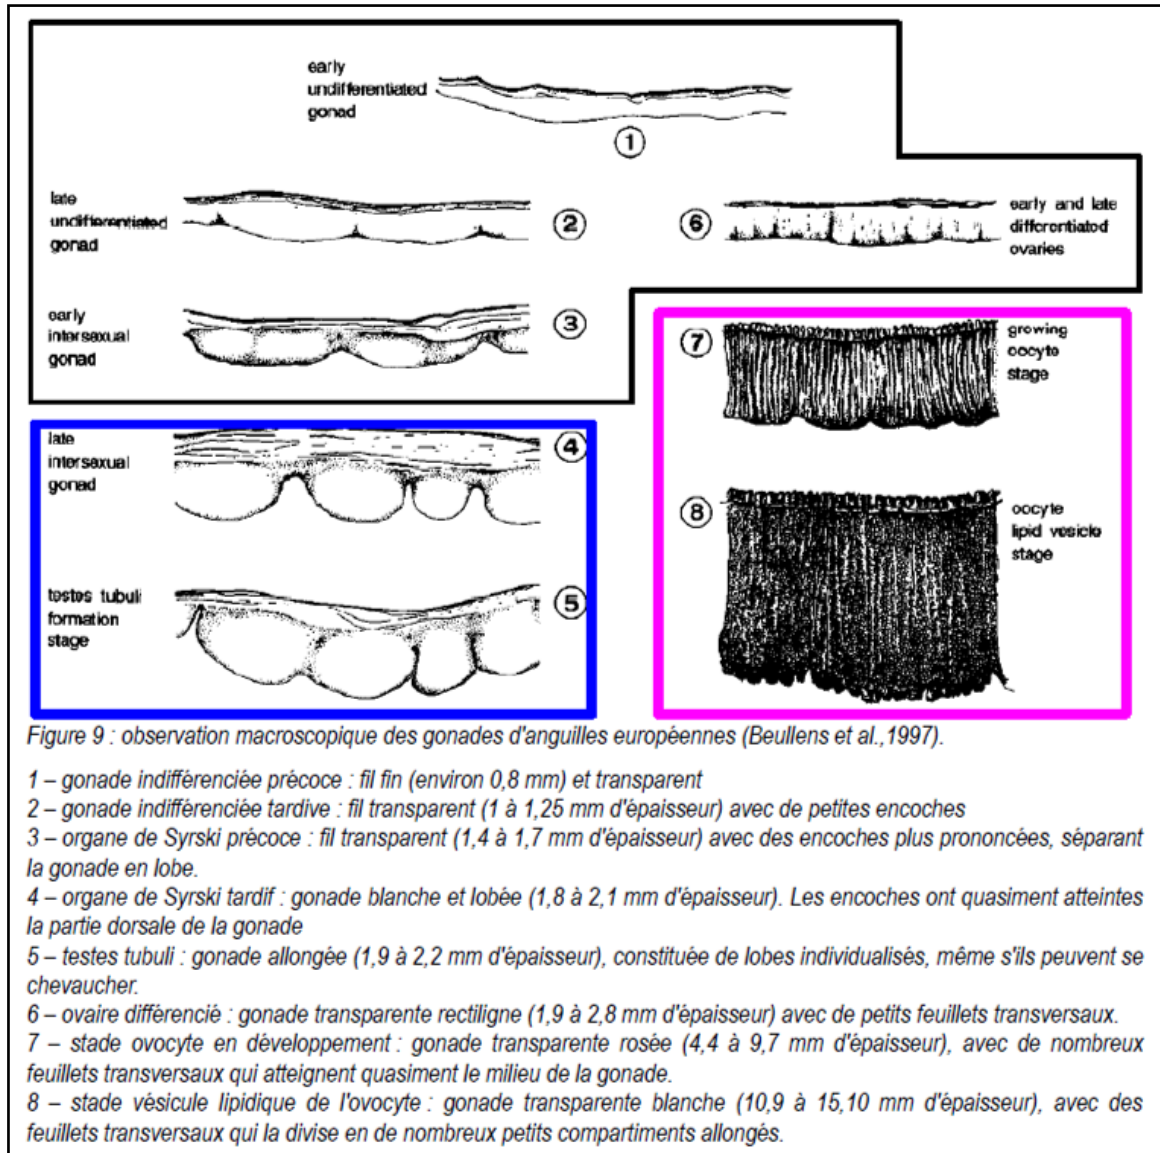 early
undifferentiated
gonad
1
late
undifferentiated
gonad
2
6
early and late
differentiated
ovaries
early
intersexual
gonad
3
7
growing
oocyte
stage
late
intersexual
gonad
4
8
oocyte
lipid vesicle
stage
testes tubuli
formation
stage
5
Figure 9 : observation macroscopique des gonades d'anguilles européennes (Beullens et al.,1997).
1 – gonade indifférenciée précoce : fil fin (environ 0,8 mm) et transparent
2 – gonade indifférenciée tardive : fil transparent (1 à 1,25 mm d'épaisseur) avec de petites encoches
3 – organe de Syrski précoce : fil transparent (1,4 à 1,7 mm d'épaisseur) avec des encoches plus prononcées, séparant
la gonade en lobe.
4 – organe de Syrski tardif : gonade blanche et lobée (1,8 à 2,1 mm d'épaisseur). Les encoches ont quasiment atteintes
la partie dorsale de la gonade
5 – testes tubuli : gonade allongée (1,9 à 2,2 mm d'épaisseur), constituée de lobes individualisés, même s'ils peuvent se
chevaucher.
6 – ovaire différencié : gonade transparente rectiligne (1,9 à 2,8 mm d'épaisseur) avec de petits feuillets transversaux.
7 – stade ovocyte en développement : gonade transparente rosée (4,4 à 9,7 mm d'épaisseur), avec de nombreux
feuillets transversaux qui atteignent quasiment le milieu de la gonade.
8 – stade vésicule lipidique de l'ovocyte : gonade transparente blanche (10,9 à 15,10 mm d'épaisseur), avec des
feuillets transversaux qui la divise en de nombreux petits compartiments allongés.